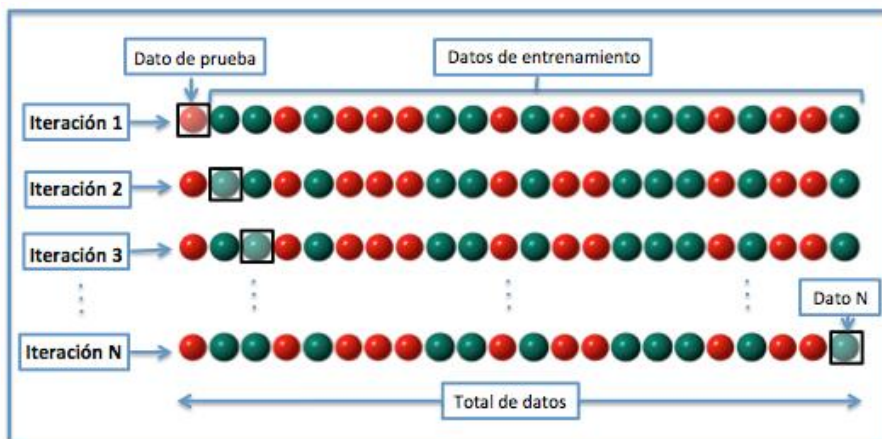 Dato de prueba
Datos de entrenamiento
Iteración 1
Iteración 2
Iteración 3
Dato N
Iteración N
Total de datos